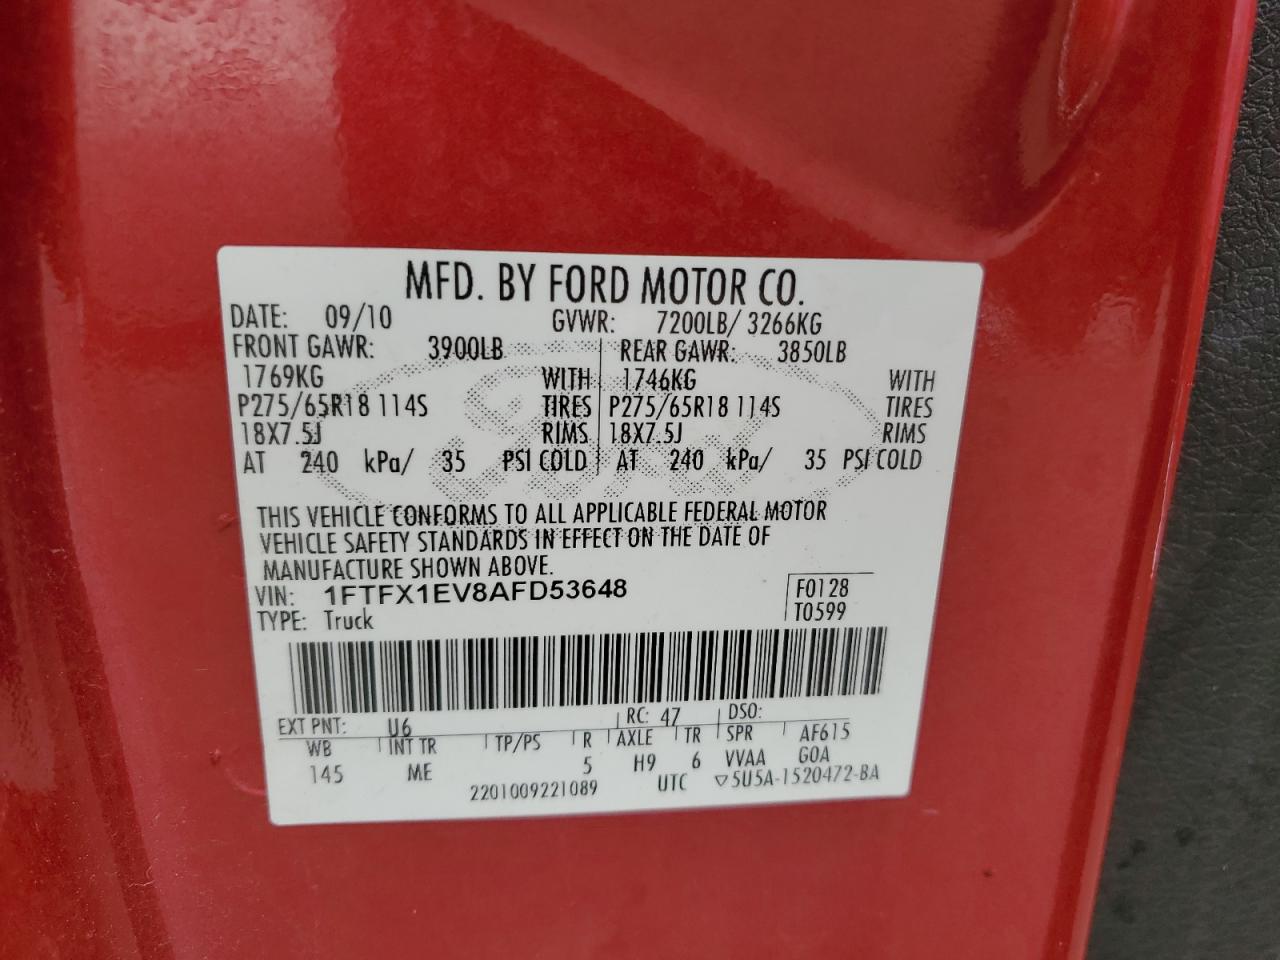 MFD. BY FORD MOTOR CO.
DATE: 09/10 GVWR: 7200LB/ 3266KG
FRONT GAWR: 3900LB REAR GAWR: 3850LB
1769KG WITH 1746KG WITH
P275/65R18 114S TIRES P275/65R18 114S TIRES
18X7.5J RIMS 18X7.5J RIMS
AT 240 kPa/ 35 PSI COLD AT 240 kPa/ 35 PSI COLD
THIS VEHICLE CONFORMS TO ALL APPLICABLE FEDERAL MOTOR
VEHICLE SAFETY STANDARDS IN EFFECT ON THE DATE OF
MANUFACTURE SHOWN ABOVE.
VIN: 1FTFX1EV8AFD53648 F0128
TYPE: Truck T0599
EXT PNT: U6 RC: 47 DSO:
WB INT TR TP/PS R AXLE TR SPR AF615
145 ME 5 H9 6 VVAA GOA
2201009221089 UTC ▽5U5A-1520472-BA
Ford